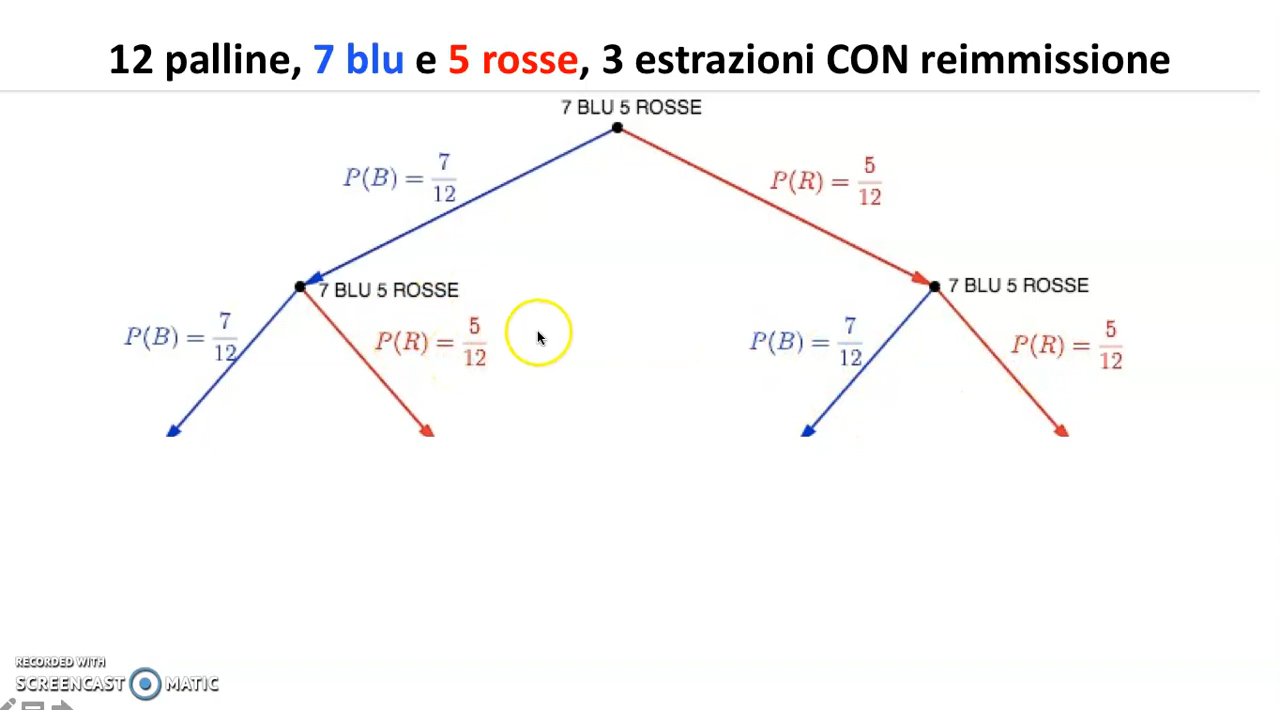 12 palline, 7 blu e 5 rosse, 3 estrazioni CON reimmissione
7 BLU 5 ROSSE
P(B) = 7/12
P(R) = 5/12
7 BLU 5 ROSSE
7 BLU 5 ROSSE
P(B) = 7/12
P(R) = 5/12
P(B) = 7/12
P(R) = 5/12
RECORDED WITH
SCREENCAST MATIC